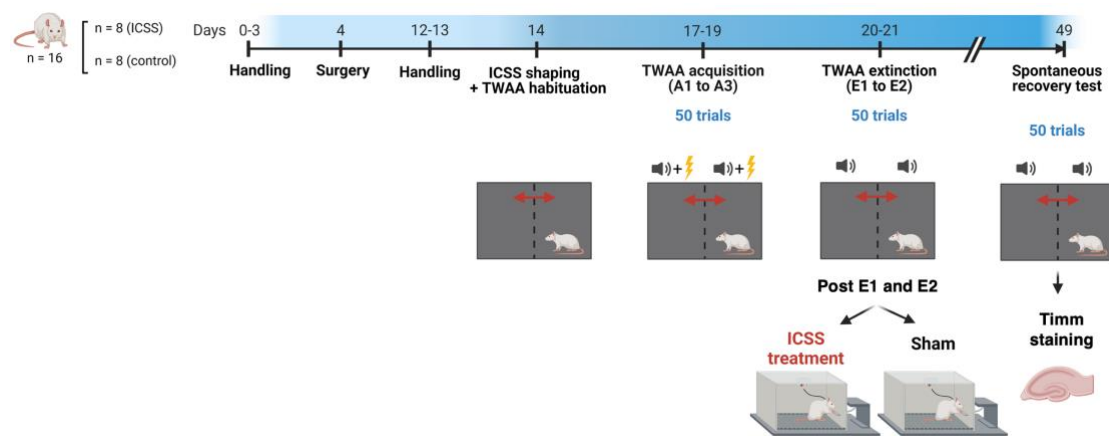 n = 16
n = 8 (ICSS)
n = 8 (control)
Days 0-3 4 12-13 14 17-19 20-21 49
Handling
Surgery
Handling
ICSS shaping
+ TWAA habituation
TWAA acquisition
(A1 to A3)
50 trials
TWAA extinction
(E1 to E2)
50 trials
Spontaneous
recovery test
50 trials
+ +
Post E1 and E2
ICSS
treatment
Sham
Timm
staining